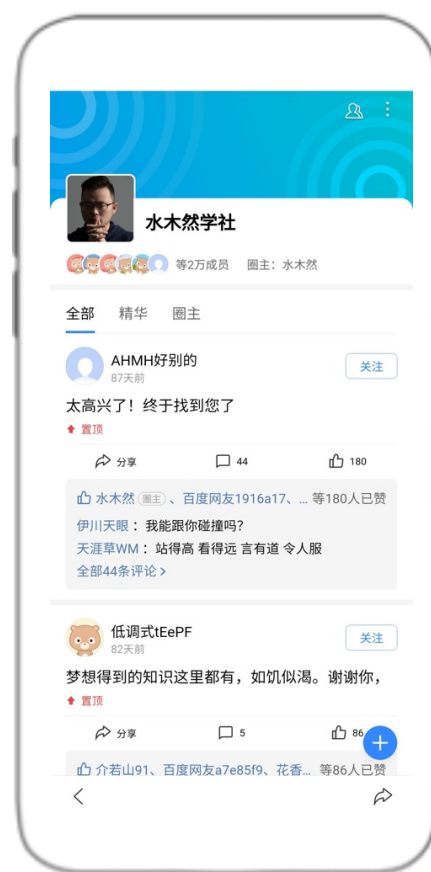 水木然学社
等2万成员 圈主：水木然
全部 精华 圈主
AHMH好别的
87天前
关注
太高兴了！终于找到您了
置顶
分享 44 180
水木然 圈主 、百度网友1916a17、... 等180人已赞
伊川天眼：我能跟你碰撞吗？
天涯草WM：站得高 看得远 言有道 令人服
全部44条评论
低调式tEePF
82天前
关注
梦想得到的知识这里都有，如饥似渴。谢谢你，
置顶
分享 5 86
介若山91、百度网友a7e85f9、花香... 等86人已赞